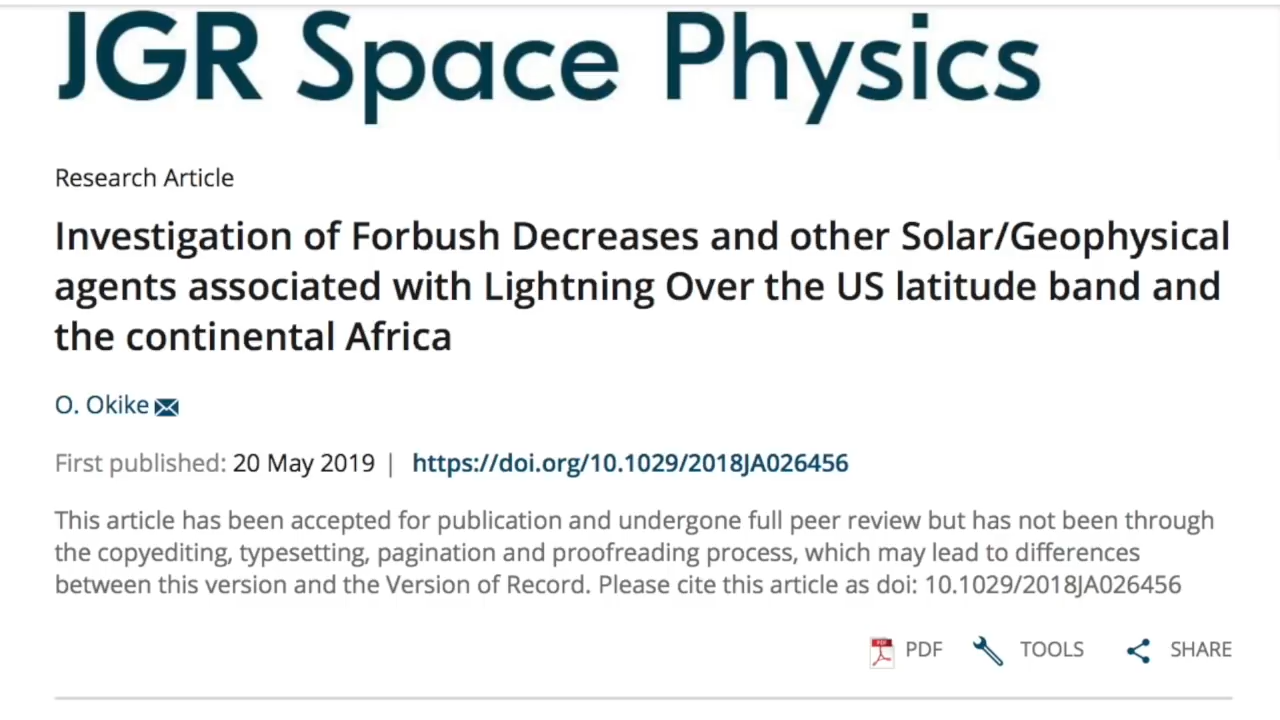 JGR Space Physics
Research Article
Investigation of Forbush Decreases and other Solar/Geophysical
agents associated with Lightning Over the US latitude band and
the continental Africa
O. Okike
First published: 20 May 2019 | https://doi.org/10.1029/2018JA026456
This article has been accepted for publication and undergone full peer review but has not been through
the copyediting, typesetting, pagination and proofreading process, which may lead to differences
between this version and the Version of Record. Please cite this article as doi: 10.1029/2018JA026456
PDF TOOLS SHARE